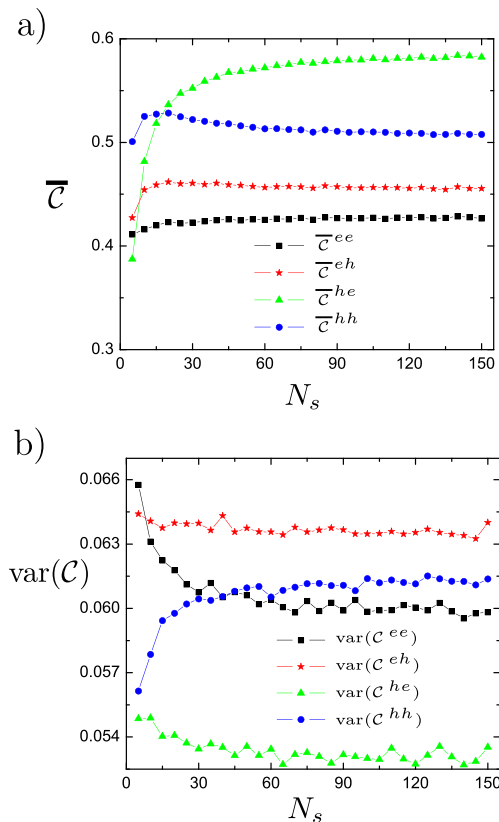 a)
0.6
0.5
0.4
0.3
C̅
C̅ ee
C̅ eh
C̅ he
C̅ hh
0 30 60 90 120 150
N_s
b)
0.066
0.063
0.060
0.057
0.054
var(C)
var(C ee)
var(C eh)
var(C he)
var(C hh)
0 30 60 90 120 150
N_s